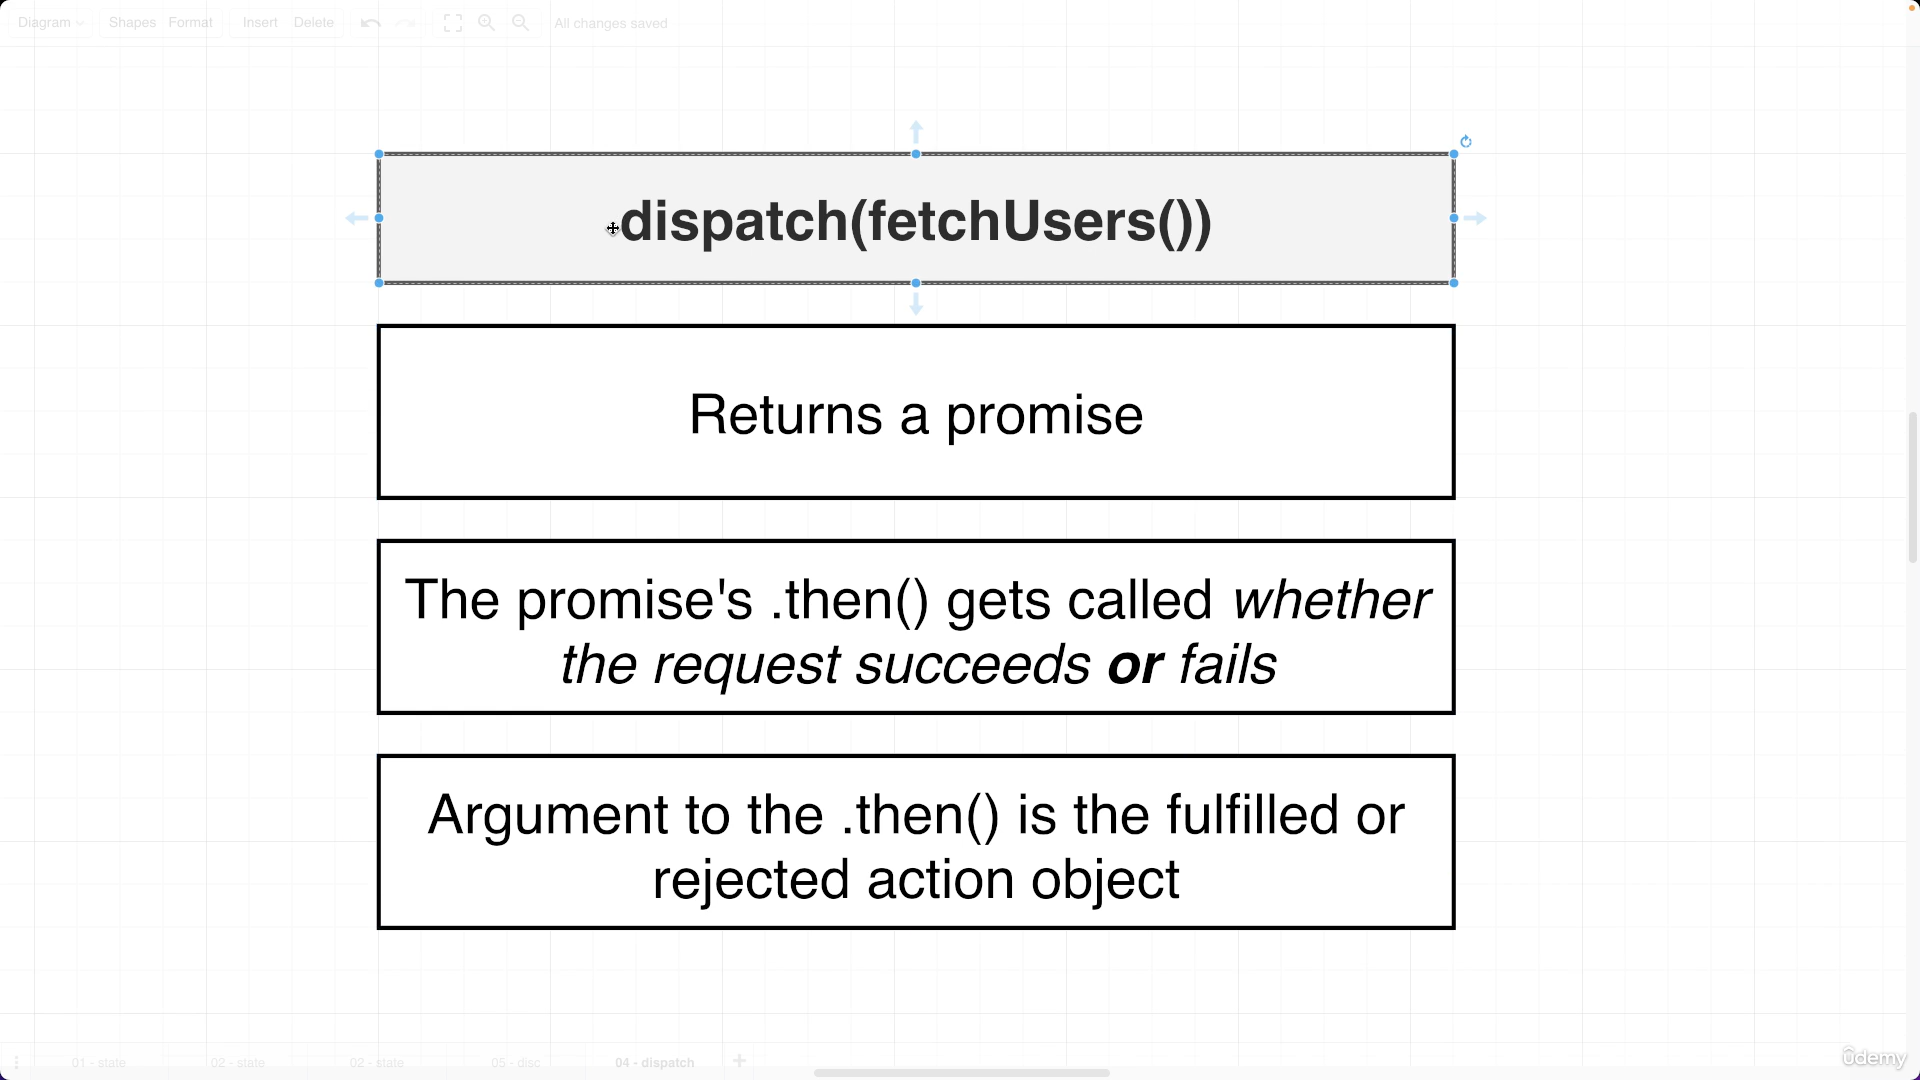 Diagram Shapes Format Insert Delete All changes saved
dispatch(fetchUsers())
Returns a promise
The promise's .then() gets called whether
the request succeeds or fails
Argument to the .then() is the fulfilled or
rejected action object
01 - state 02 - state 02 - state 05 - disc 04 - dispatch
ûdemy